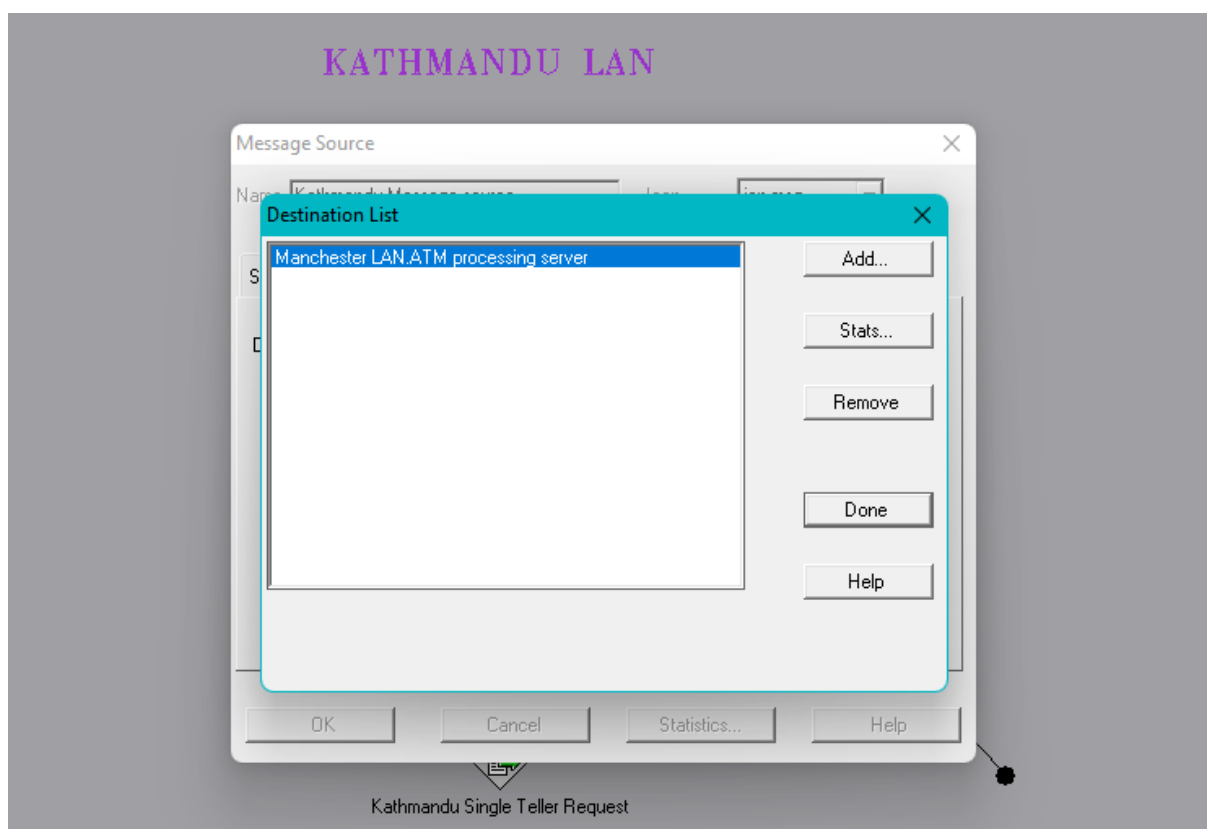 KATHMANDU LAN
Message Source
Destination List
Manchester LAN.ATM processing server
Add...
S
Stats...
D
Remove
Done
Help
OK Cancel Statistics... Help
Kathmandu Single Teller Request